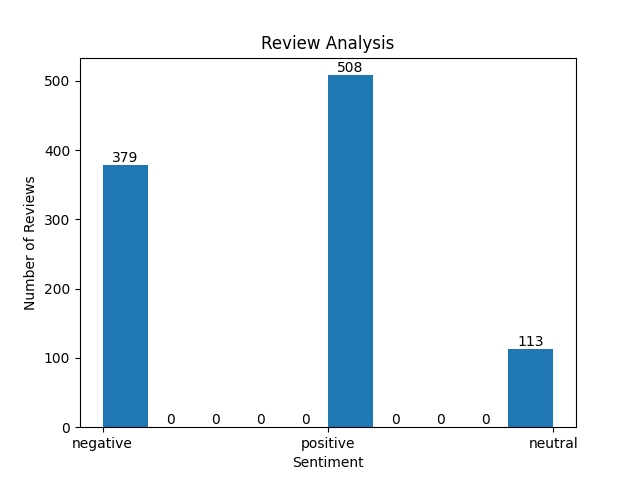 Review Analysis
508
500
400
379
300
Number of Reviews
200
113
100
0 0 0 0 0 0 0
0
negative positive neutral
Sentiment